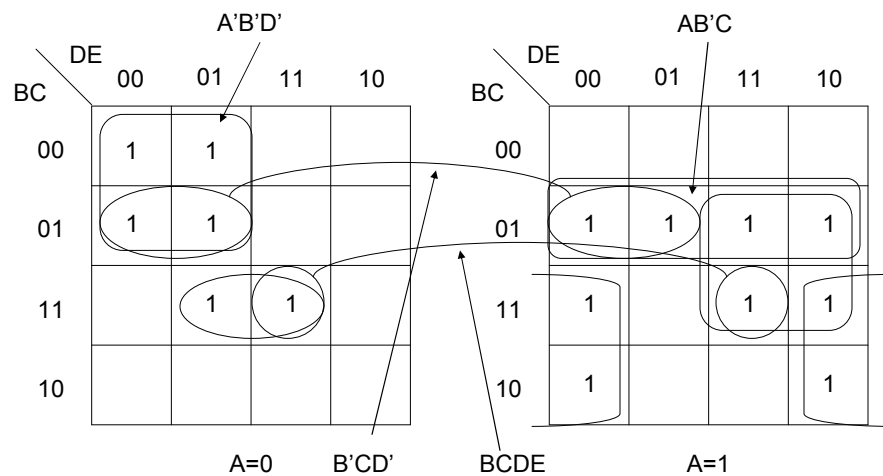 A’B’D’ AB’C
DE DE
BC 00 01 11 10 BC 00 01 11 10
00 1 1 00
01 1 1 01 1 1 1 1
11 1 1 11 1 1 1
10 10 1 1
A=0 B’CD’ BCDE A=1